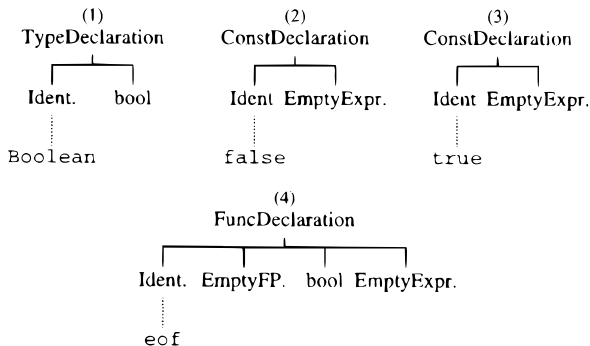 (1) (2) (3)
TypeDeclaration ConstDeclaration ConstDeclaration
Ident. bool Ident EmptyExpr. Ident EmptyExpr.
Boolean false true
(4)
FuncDeclaration
Ident. EmptyFP. bool EmptyExpr.
eof